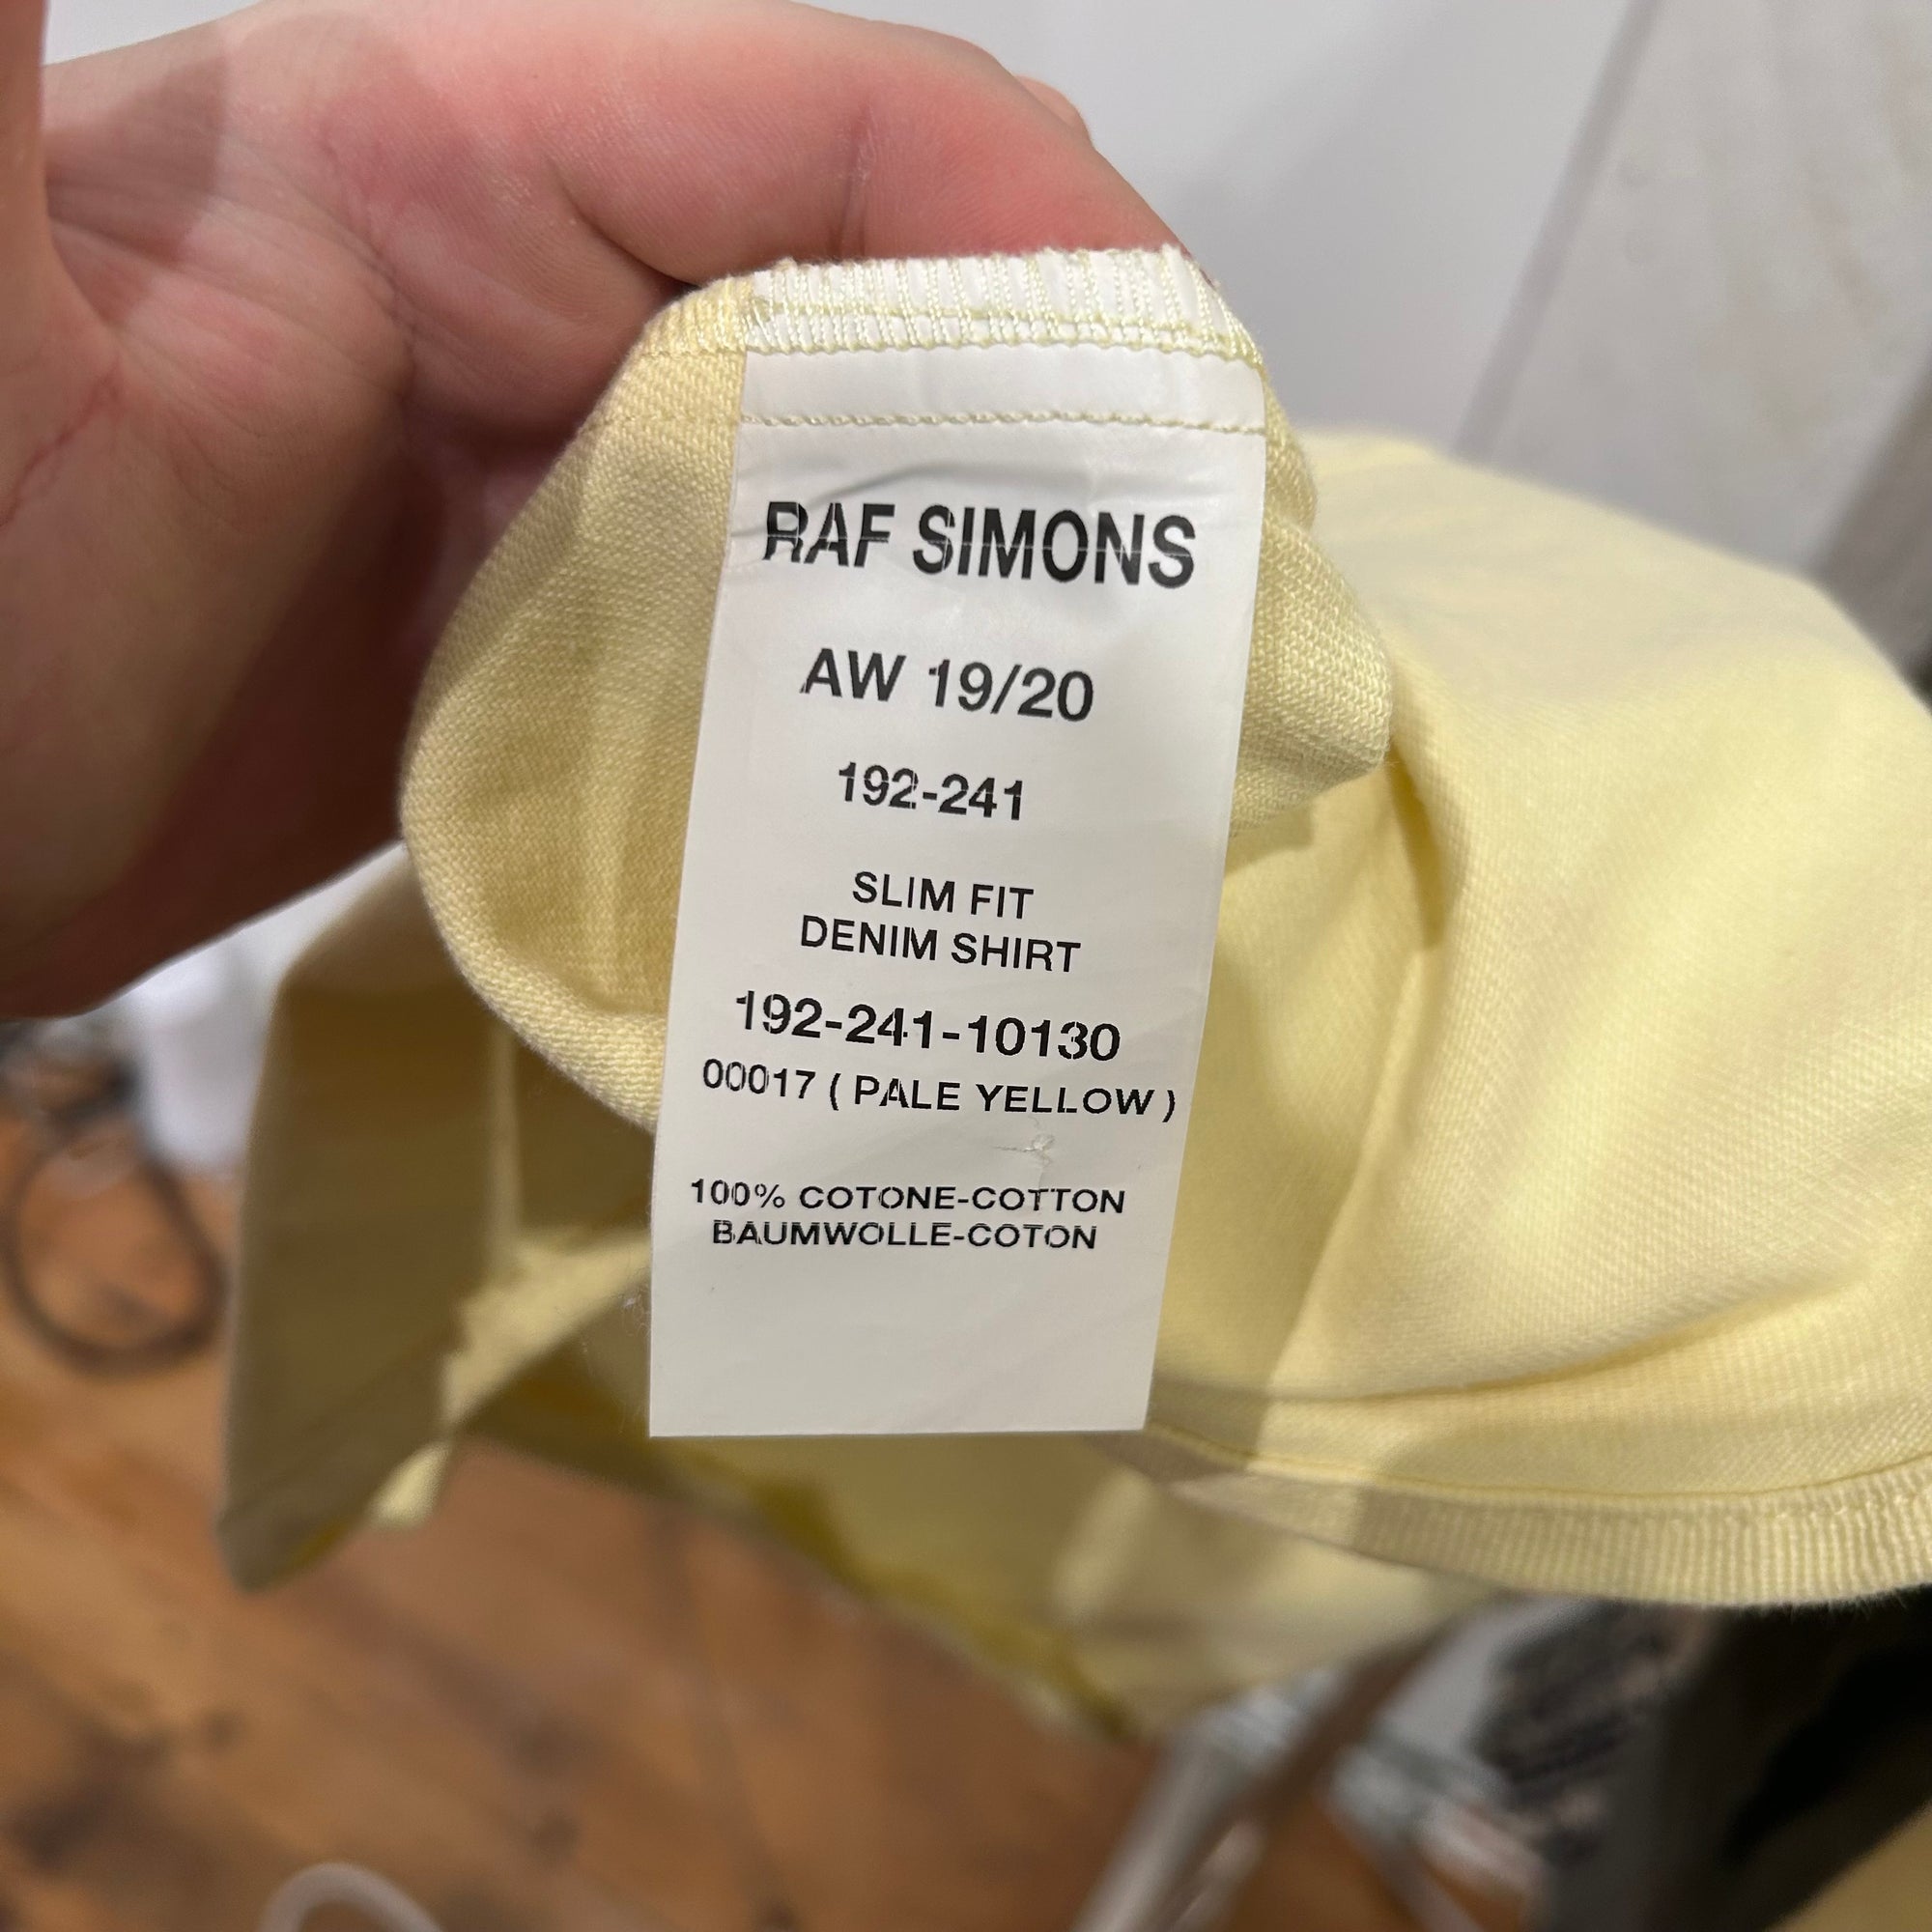 RAF SIMONS
AW 19/20
192-241
SLIM FIT
DENIM SHIRT
192-241-10130
00017 ( PALE YELLOW )
100% COTONE-COTTON
BAUMWOLLE-COTON